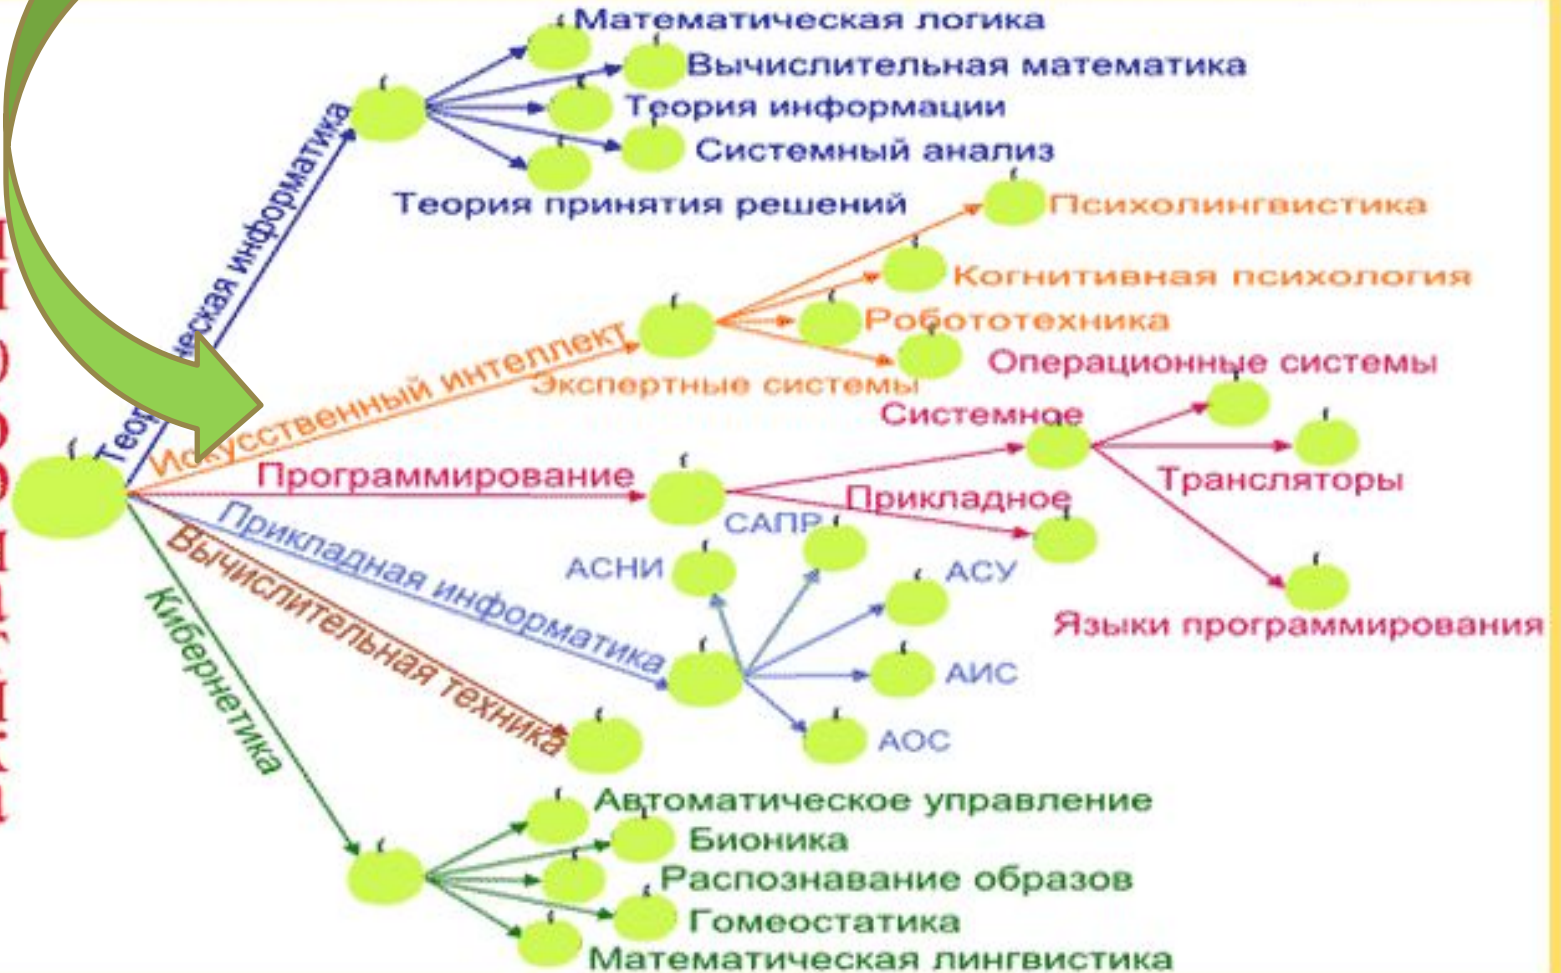 Математическая логика
Вычислительная математика
Теория информации
Системный анализ
Теория принятия решений
Психолингвистика
Когнитивная психология
Робототехника
Экспертные системы
Искусственный интеллект
Операционные системы
Системное
Программирование
Трансляторы
Прикладное
Языки программирования
САПР
АСНИ
АСУ
Прикладная информатика
АИС
АОС
Вычислительная техника
Кибернетика
Автоматическое управление
Бионика
Распознавание образов
Гомеостатика
Математическая лингвистика
информатика